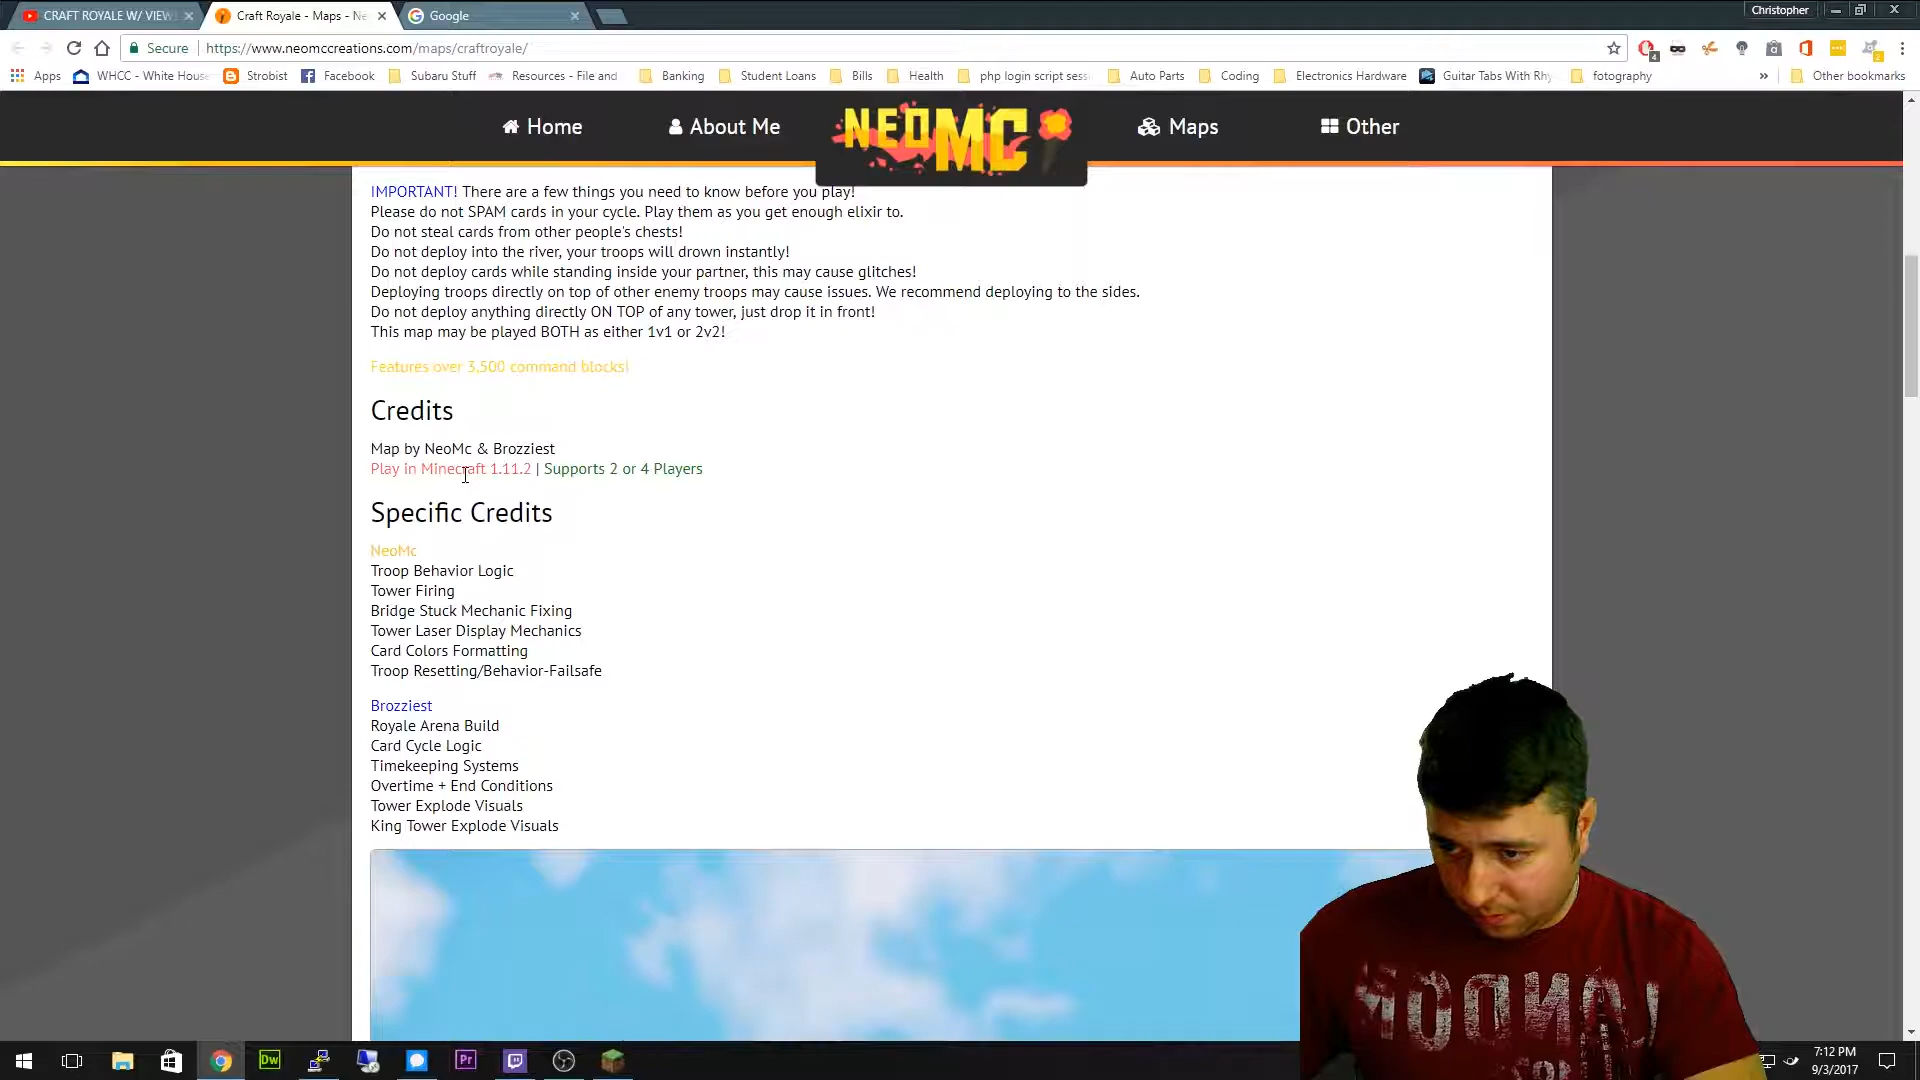 CRAFT ROYALE W/ VIEW
Craft Royale - Maps - Ne
Google
Christopher
Secure
https://www.neomccreations.com/maps/craftroyale/
Apps
WHCC - White Hous
Strobist
Facebook
Subaru Stuff
Resources - File and
Banking
Student Loans
Bills
Health
php login script sess
Auto Parts
Coding
Electronics Hardware
Guitar Tabs With Rhy
fotography
»
Other bookmarks
Home
About Me
NEOMC
Maps
Other
IMPORTANT! There are a few things you need to know before you play!
Please do not SPAM cards in your cycle. Play them as you get enough elixir to.
Do not steal cards from other people's chests!
Do not deploy into the river, your troops will drown instantly!
Do not deploy cards while standing inside your partner, this may cause glitches!
Deploying troops directly on top of other enemy troops may cause issues. We recommend deploying to the sides.
Do not deploy anything directly ON TOP of any tower, just drop it in front!
This map may be played BOTH as either 1v1 or 2v2!
Features over 3,500 command blocks!
Credits
Map by NeoMc & Brozziest
Play in Minecraft 1.11.2 | Supports 2 or 4 Players
Specific Credits
NeoMc
Troop Behavior Logic
Tower Firing
Bridge Stuck Mechanic Fixing
Tower Laser Display Mechanics
Card Colors Formatting
Troop Resetting/Behavior-Failsafe
Brozziest
Royale Arena Build
Card Cycle Logic
Timekeeping Systems
Overtime + End Conditions
Tower Explode Visuals
King Tower Explode Visuals
Dw
Pr
7:12 PM
9/3/2017